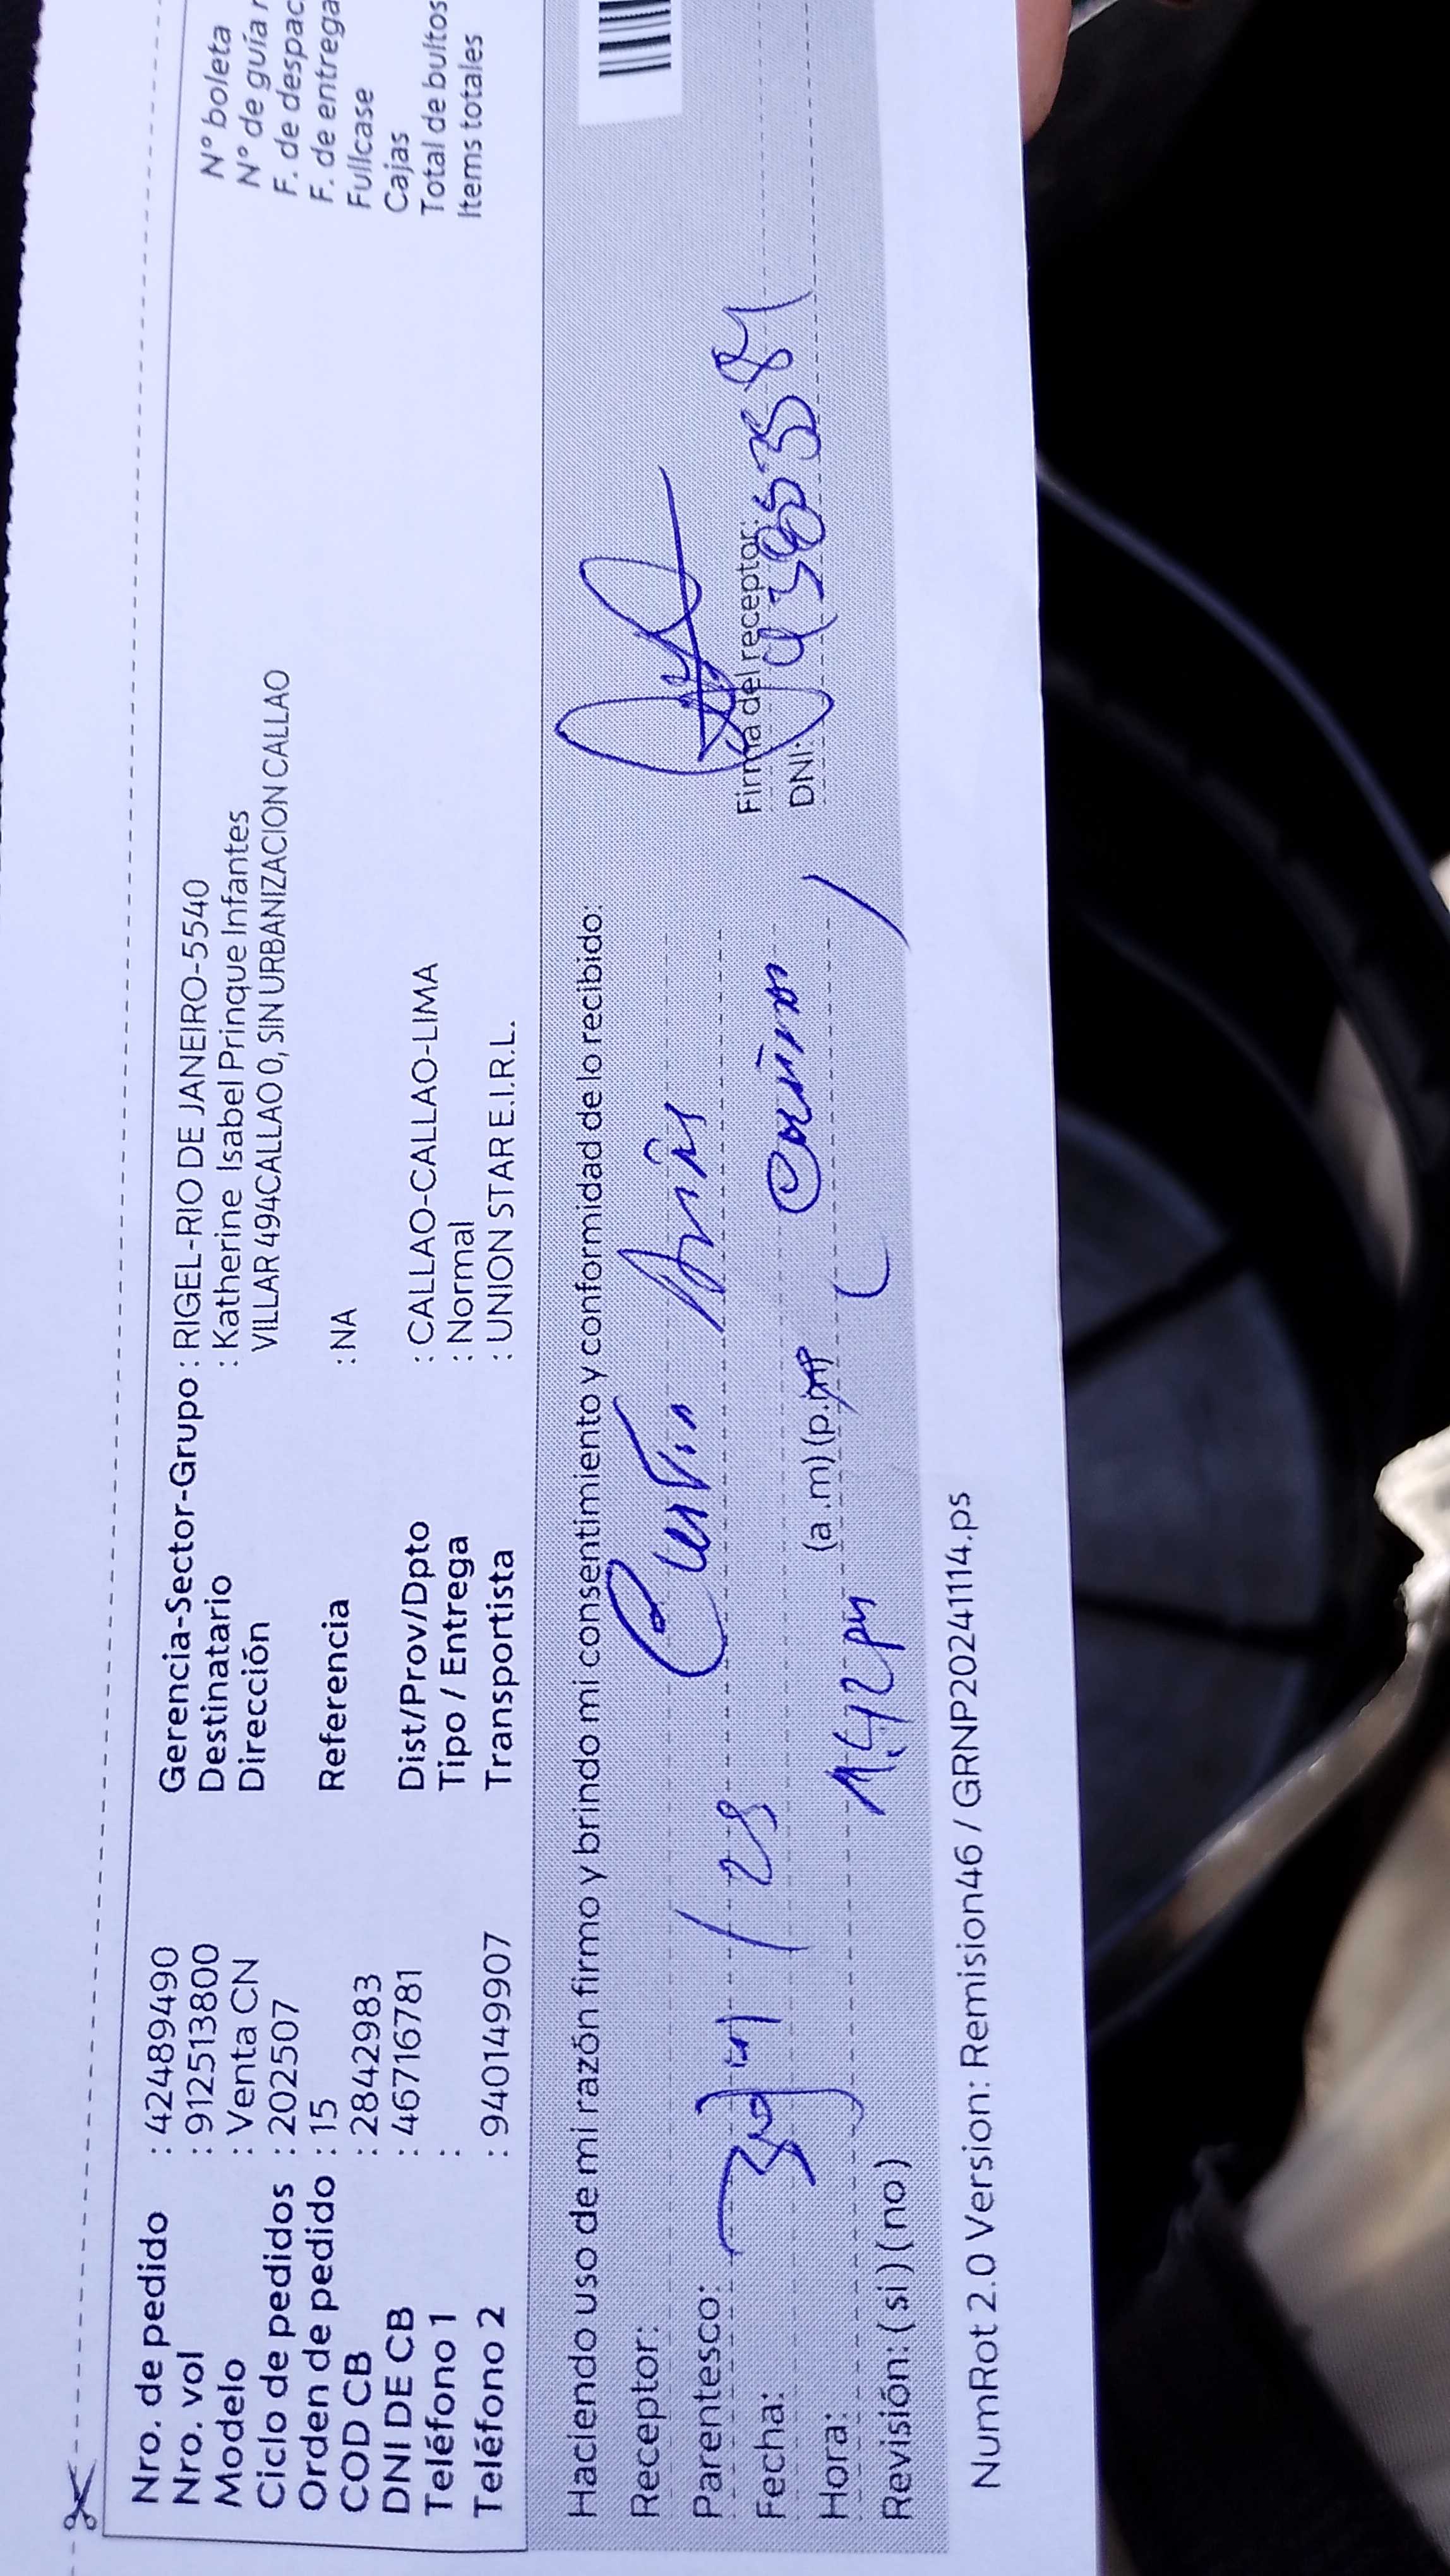 Nro. de pedido : 42489490 Gerencia-Sector-Grupo : RIGEL-RIO DE JANEIRO-5540 N° boleta
Nro. vol : 912513800 Destinatario : Katherine Isabel Prinque Infantes N° de guía
Modelo : Venta CN Dirección VILLAR 494CALLAO 0, SIN URBANIZACION CALLAO F. de despac
Ciclo de pedidos : 202507 F. de entrega
Orden de pedido : 15 Referencia : NA Fullcase
COD CB : 2842983 Cajas
DNI DE CB : 46716781 Dist/Prov/Dpto : CALLAO-CALLAO-LIMA Total de bultos
Teléfono 1 : Tipo / Entrega : Normal Items totales
Teléfono 2 : 940149907 Transportista : UNION STAR E.I.R.L.
Haciendo uso de mi razón firmo y brindo mi consentimiento y conformidad de lo recibido:
Receptor:
Parentesco:
Fecha: Firma del receptor:
Hora: 1:42 pm (a.m)(p.m) DNI:
Revisión: (si) (no)
NumRot 2.0 Version: Remision46 / GRNP20241114.ps